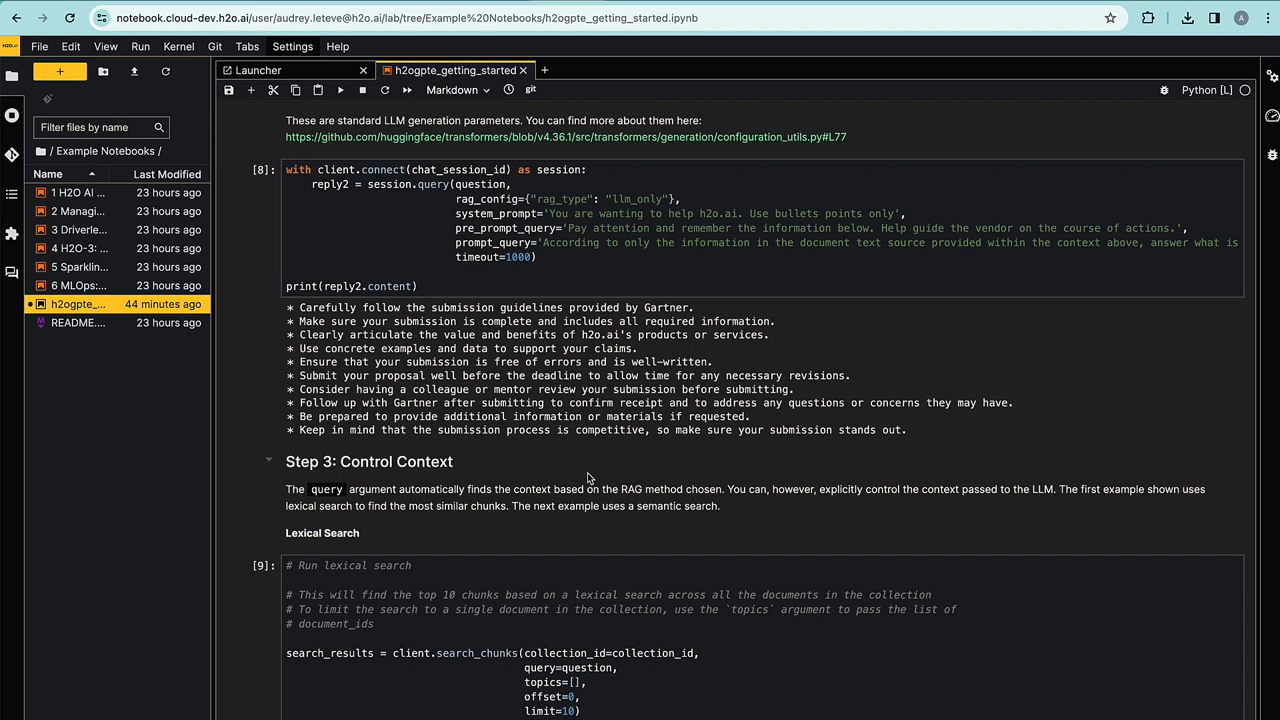 notebook.cloud-dev.h2o.ai/user/audrey.leteve@h2o.ai/lab/tree/Example%20Notebooks/h2ogpte_getting_started.ipynb
A
H2O.ai
File Edit View Run Kernel Git Tabs Settings Help
Launcher
h2ogpte_getting_started
Markdown
git
Python [L]
Filter files by name
/ Example Notebooks /
Name Last Modified
1 H2O AI ... 23 hours ago
2 Managi... 23 hours ago
3 Driverle... 23 hours ago
4 H2O-3: ... 23 hours ago
5 Sparklin... 23 hours ago
6 MLOps:... 23 hours ago
h2ogpte_... 44 minutes ago
README.... 23 hours ago
These are standard LLM generation parameters. You can find more about them here:
https://github.com/huggingface/transformers/blob/v4.36.1/src/transformers/generation/configuration_utils.py#L77
[8]:
with client.connect(chat_session_id) as session:
    reply2 = session.query(question,
                           rag_config={"rag_type": "llm_only"},
                           system_prompt='You are wanting to help h2o.ai. Use bullets points only',
                           pre_prompt_query='Pay attention and remember the information below. Help guide the vendor on the course of actions.',
                           prompt_query='According to only the information in the document text source provided within the context above, answer what is
                           timeout=1000)
print(reply2.content)
* Carefully follow the submission guidelines provided by Gartner.
* Make sure your submission is complete and includes all required information.
* Clearly articulate the value and benefits of h2o.ai's products or services.
* Use concrete examples and data to support your claims.
* Ensure that your submission is free of errors and is well-written.
* Submit your proposal well before the deadline to allow time for any necessary revisions.
* Consider having a colleague or mentor review your submission before submitting.
* Follow up with Gartner after submitting to confirm receipt and to address any questions or concerns they may have.
* Be prepared to provide additional information or materials if requested.
* Keep in mind that the submission process is competitive, so make sure your submission stands out.
Step 3: Control Context
The query argument automatically finds the context based on the RAG method chosen. You can, however, explicitly control the context passed to the LLM. The first example shown uses
lexical search to find the most similar chunks. The next example uses a semantic search.
Lexical Search
[9]:
# Run lexical search
# This will find the top 10 chunks based on a lexical search across all the documents in the collection
# To limit the search to a single document in the collection, use the `topics` argument to pass the list of
# document_ids
search_results = client.search_chunks(collection_id=collection_id,
                                      query=question,
                                      topics=[],
                                      offset=0,
                                      limit=10)